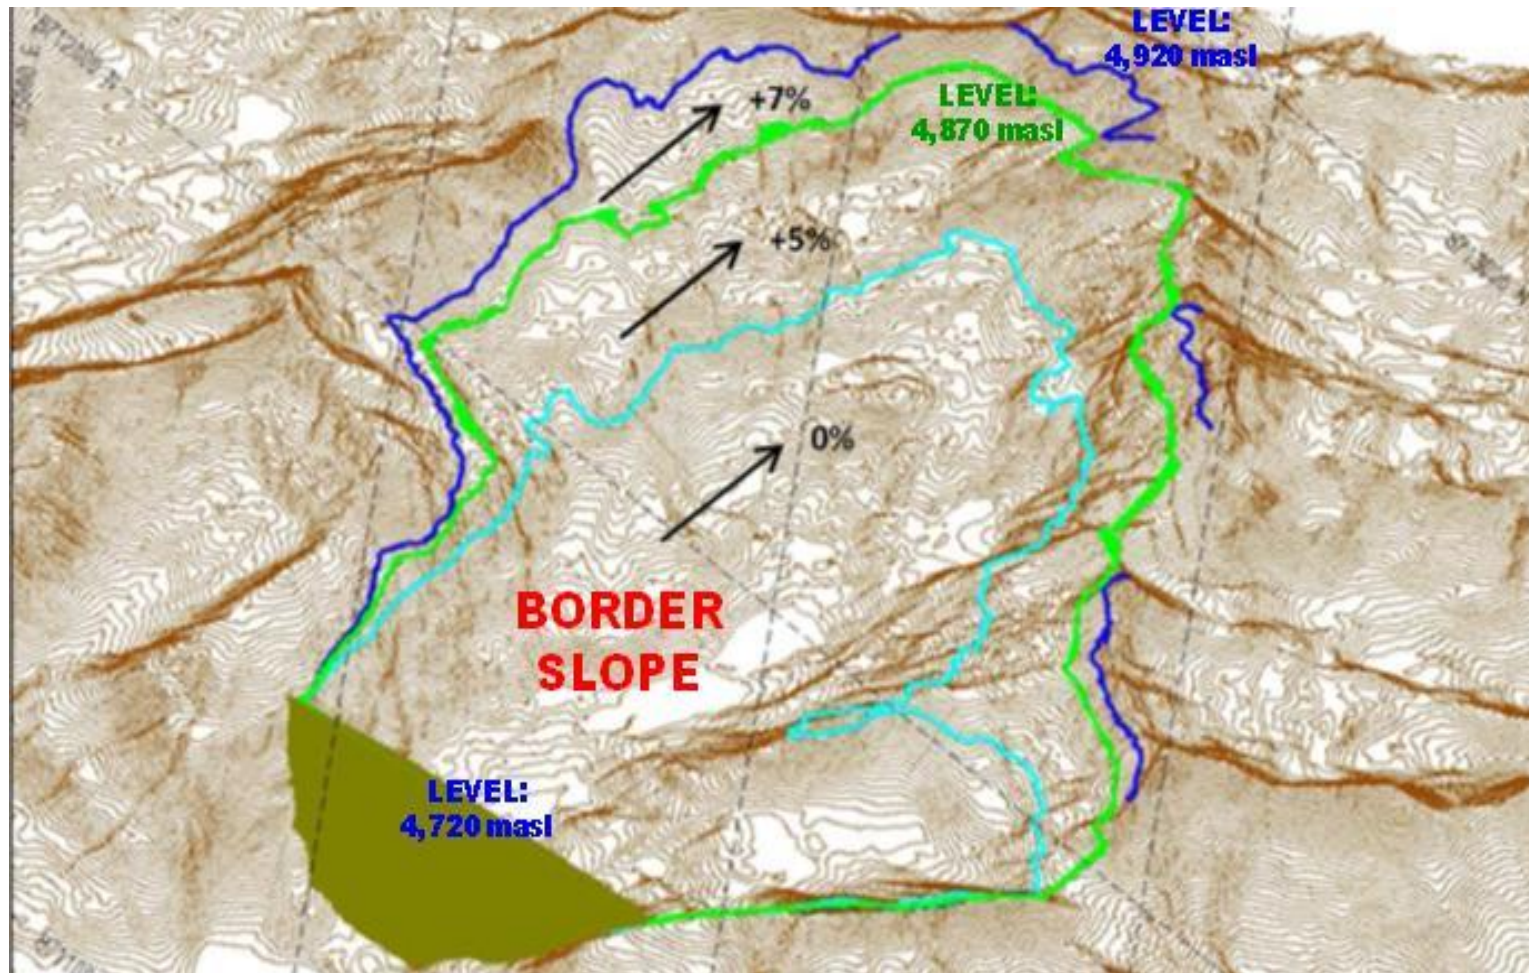 LEVEL:
4,920 masl
+7%
LEVEL:
4,870 masl
+5%
0%
BORDER
SLOPE
LEVEL:
4,720 masl